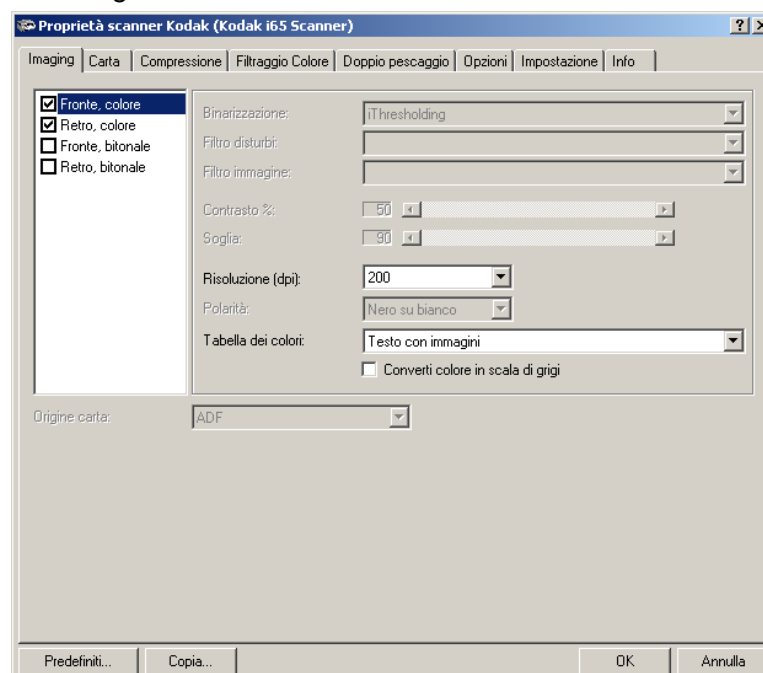 Proprietà scanner Kodak (Kodak i65 Scanner)
Imaging Carta Compressione Filtraggio Colore Doppio pescaggio Opzioni Impostazione Info
Fronte, colore
Retro, colore
Fronte, bitonale
Retro, bitonale
Binarizzazione: iThresholding
Filtro disturbi:
Filtro immagine:
Contrasto %: 50
Soglia: 90
Risoluzione (dpi): 200
Polarità: Nero su bianco
Tabella dei colori: Testo con immagini
Converti colore in scala di grigi
Origine carta: ADF
Predefiniti... Copia... OK Annulla